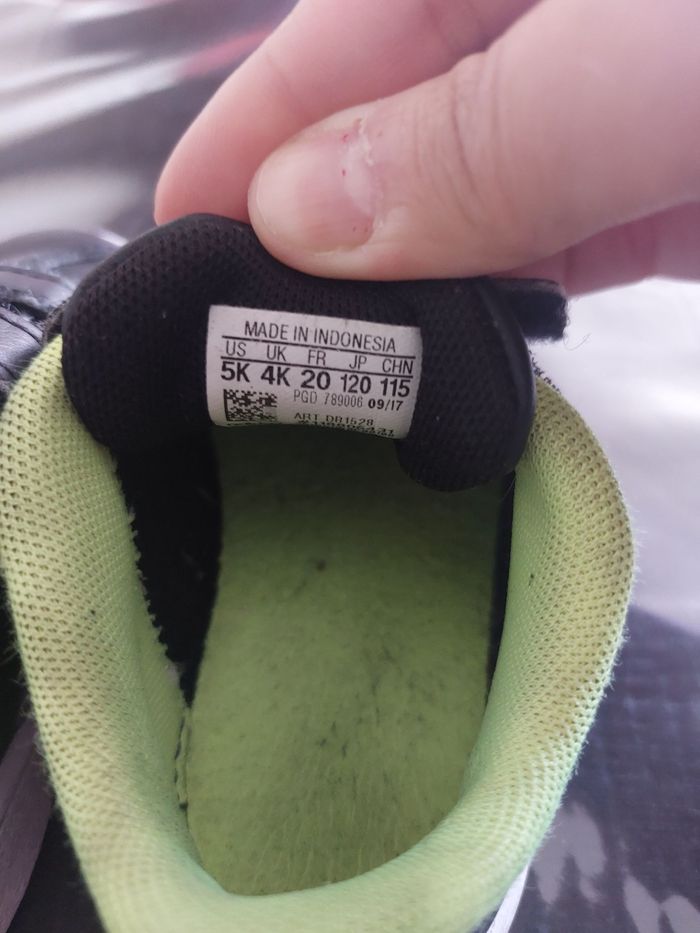 MADE IN INDONESIA
US UK FR JP CHN
5K 4K 20 120 115
PGD 789006 09/17
ART DB1528